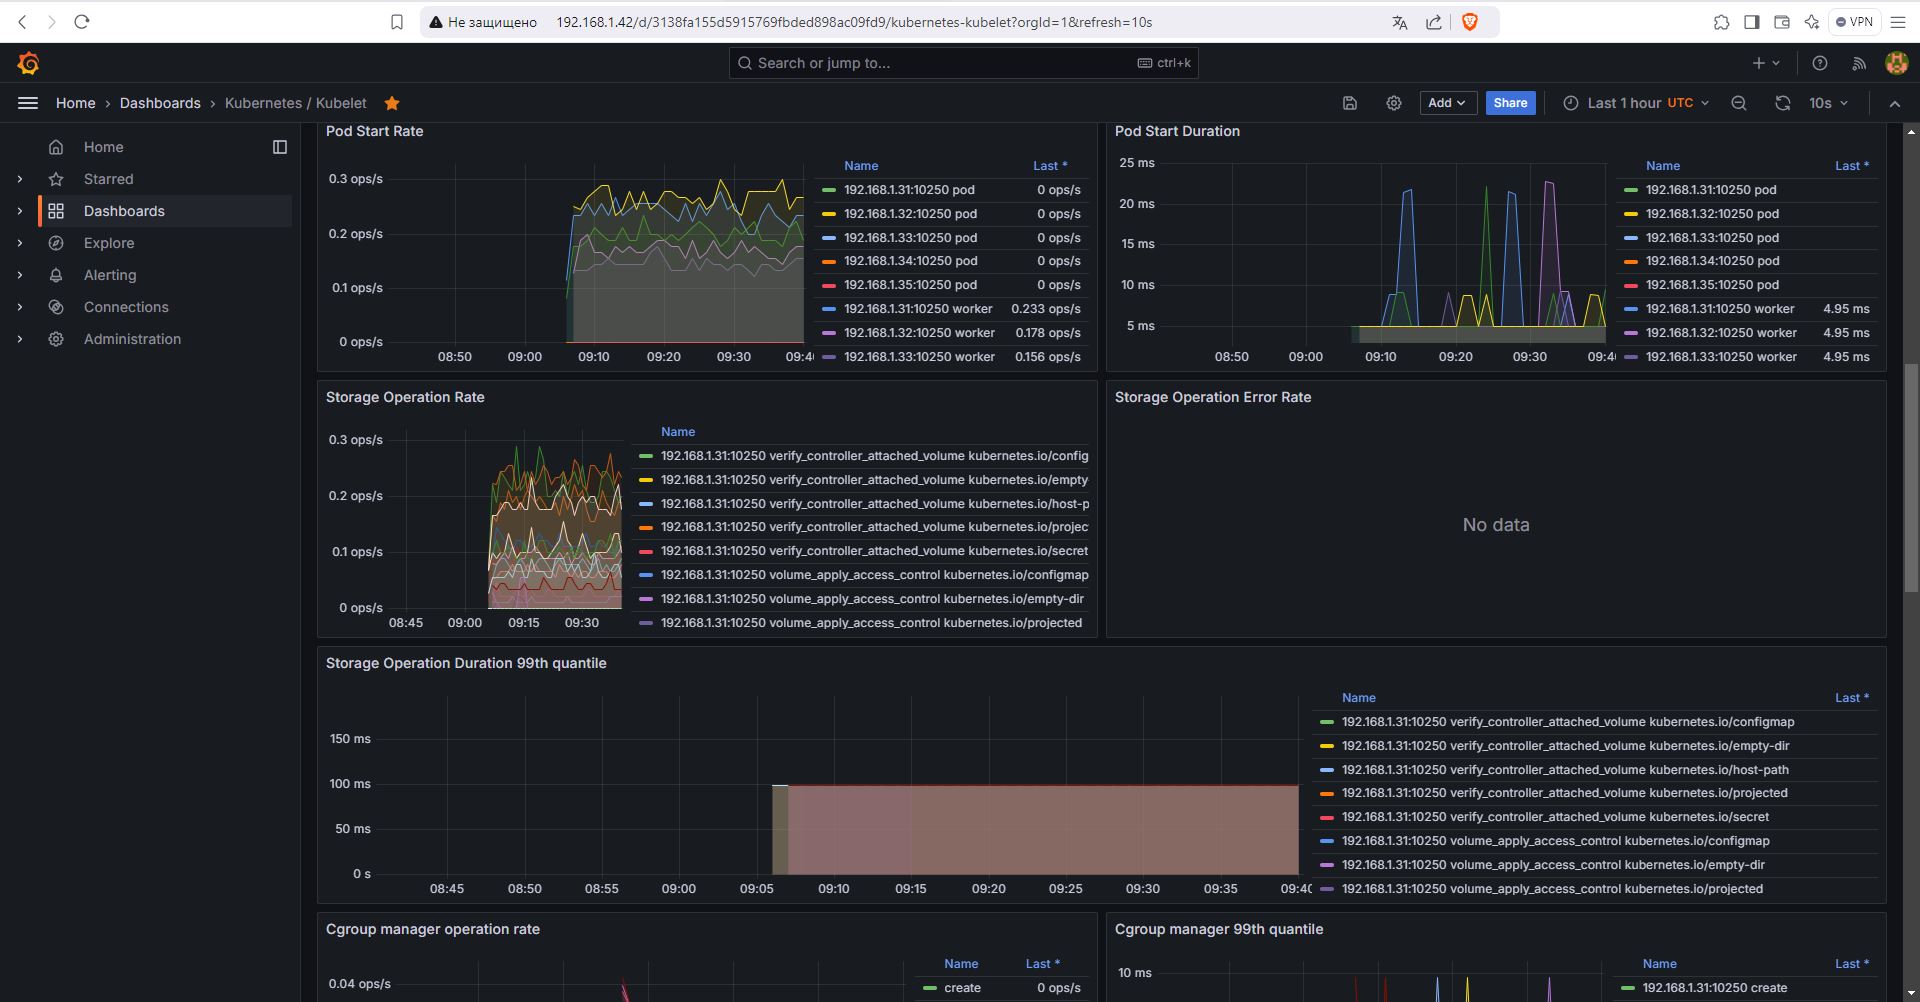 Не защищено 192.168.1.42/d/3138fa155d5915769fbded898ac09fd9/kubernetes-kubelet?orgId=1&refresh=10s VPN
Search or jump to... ctrl+k
Home › Dashboards › Kubernetes / Kubelet Add Share Last 1 hour UTC 10s
Home
Starred
Dashboards
Explore
Alerting
Connections
Administration
Pod Start Rate
0.3 ops/s
0.2 ops/s
0.1 ops/s
0 ops/s
08:50 09:00 09:10 09:20 09:30 09:4
Name Last *
192.168.1.31:10250 pod 0 ops/s
192.168.1.32:10250 pod 0 ops/s
192.168.1.33:10250 pod 0 ops/s
192.168.1.34:10250 pod 0 ops/s
192.168.1.35:10250 pod 0 ops/s
192.168.1.31:10250 worker 0.233 ops/s
192.168.1.32:10250 worker 0.178 ops/s
192.168.1.33:10250 worker 0.156 ops/s
Pod Start Duration
25 ms
20 ms
15 ms
10 ms
5 ms
08:50 09:00 09:10 09:20 09:30 09:4
Name Last *
192.168.1.31:10250 pod
192.168.1.32:10250 pod
192.168.1.33:10250 pod
192.168.1.34:10250 pod
192.168.1.35:10250 pod
192.168.1.31:10250 worker 4.95 ms
192.168.1.32:10250 worker 4.95 ms
192.168.1.33:10250 worker 4.95 ms
Storage Operation Rate
0.3 ops/s
0.2 ops/s
0.1 ops/s
0 ops/s
08:45 09:00 09:15 09:30
Name
192.168.1.31:10250 verify_controller_attached_volume kubernetes.io/config
192.168.1.31:10250 verify_controller_attached_volume kubernetes.io/empty-
192.168.1.31:10250 verify_controller_attached_volume kubernetes.io/host-p
192.168.1.31:10250 verify_controller_attached_volume kubernetes.io/projec
192.168.1.31:10250 verify_controller_attached_volume kubernetes.io/secret
192.168.1.31:10250 volume_apply_access_control kubernetes.io/configmap
192.168.1.31:10250 volume_apply_access_control kubernetes.io/empty-dir
192.168.1.31:10250 volume_apply_access_control kubernetes.io/projected
Storage Operation Error Rate
No data
Storage Operation Duration 99th quantile
150 ms
100 ms
50 ms
0 s
08:45 08:50 08:55 09:00 09:05 09:10 09:15 09:20 09:25 09:30 09:35 09:40
Name Last *
192.168.1.31:10250 verify_controller_attached_volume kubernetes.io/configmap
192.168.1.31:10250 verify_controller_attached_volume kubernetes.io/empty-dir
192.168.1.31:10250 verify_controller_attached_volume kubernetes.io/host-path
192.168.1.31:10250 verify_controller_attached_volume kubernetes.io/projected
192.168.1.31:10250 verify_controller_attached_volume kubernetes.io/secret
192.168.1.31:10250 volume_apply_access_control kubernetes.io/configmap
192.168.1.31:10250 volume_apply_access_control kubernetes.io/empty-dir
192.168.1.31:10250 volume_apply_access_control kubernetes.io/projected
Cgroup manager operation rate
0.04 ops/s
Name Last *
create 0 ops/s
Cgroup manager 99th quantile
10 ms
Name Last *
192.168.1.31:10250 create